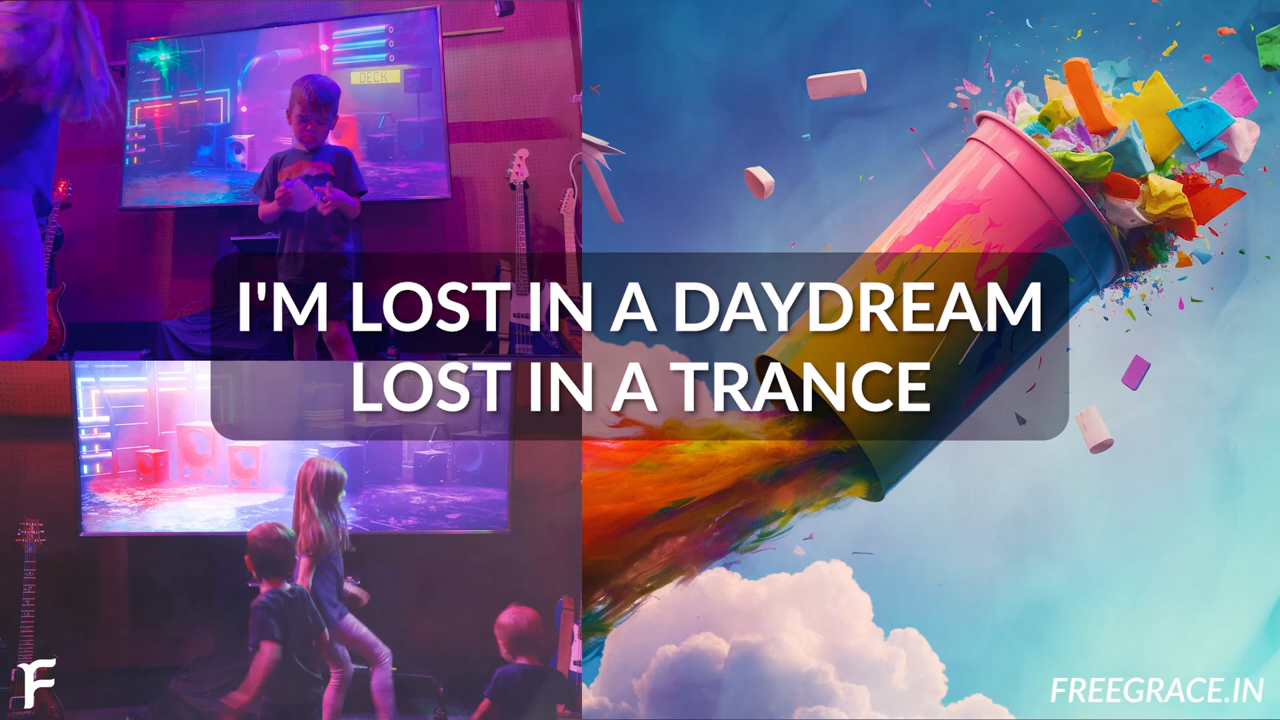 DECK
I'M LOST IN A DAYDREAM
LOST IN A TRANCE
F
FREEGRACE.IN